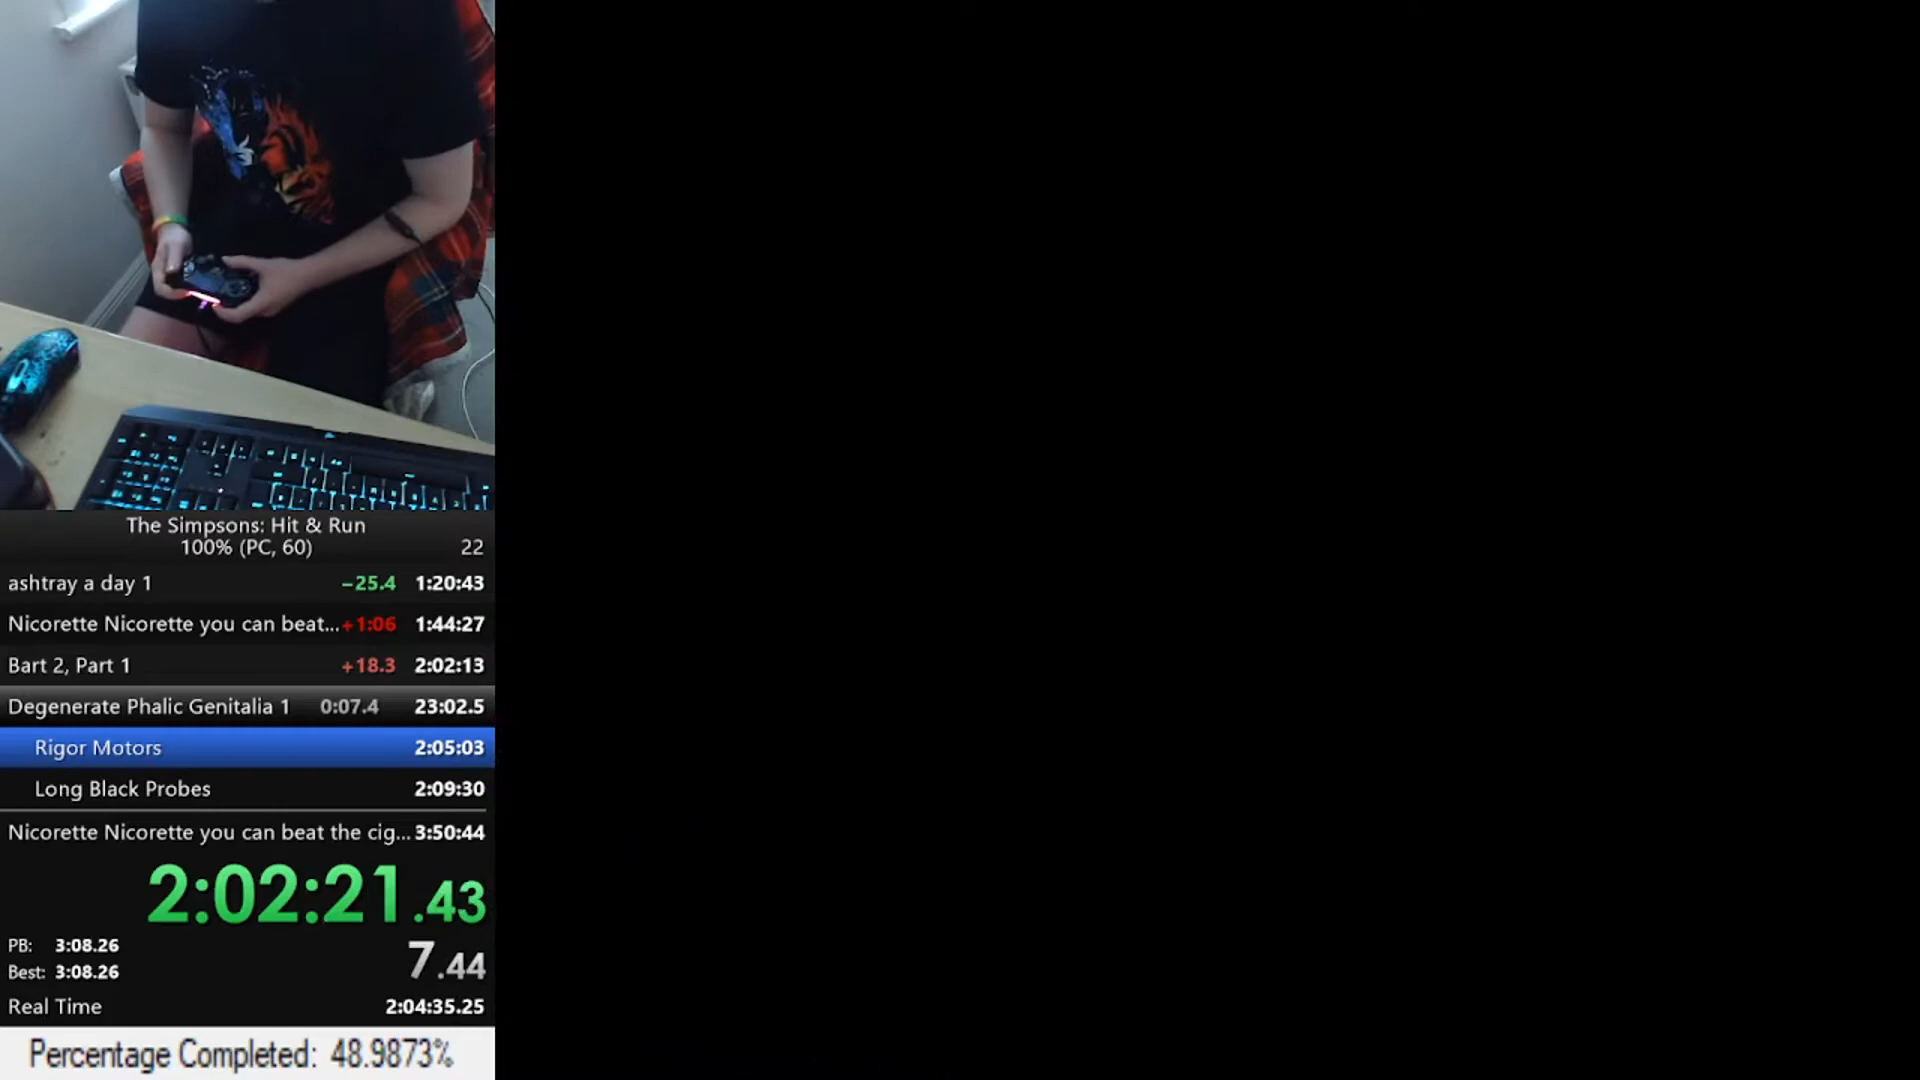 The Simpsons: Hit & Run
100% (PC, 60) 22
ashtray a day 1 −25.4 1:20:43
Nicorette Nicorette you can beat... +1:06 1:44:27
Bart 2, Part 1 +18.3 2:02:13
Degenerate Phalic Genitalia 1 0:07.4 23:02.5
Rigor Motors 2:05:03
Long Black Probes 2:09:30
Nicorette Nicorette you can beat the cig... 3:50:44
2:02:21.43
PB: 3:08.26 7.44
Best: 3:08.26
Real Time 2:04:35.25
Percentage Completed: 48.9873%